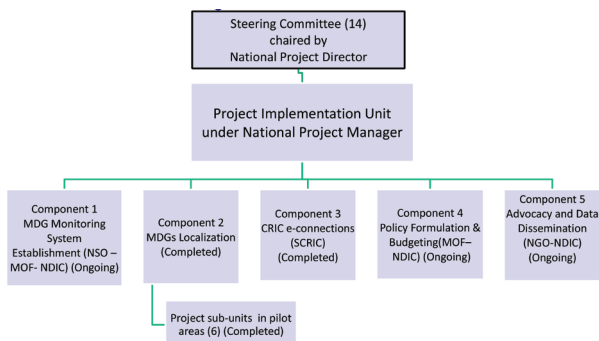 Steering Committee (14)
chaired by
National Project Director
Project Implementation Unit
under National Project Manager
Component 1
MDG Monitoring
System
Establishment (NSO –
MOF- NDIC) (Ongoing)
Component 2
MDGs Localization
(Completed)
Component 3
CRIC e-connections
(SCRIC)
(Completed)
Component 4
Policy Formulation &
Budgeting(MOF–
NDIC) (Ongoing)
Component 5
Advocacy and Data
Dissemination
(NGO-NDIC)
(Ongoing)
Project sub-units in pilot
areas (6) (Completed)